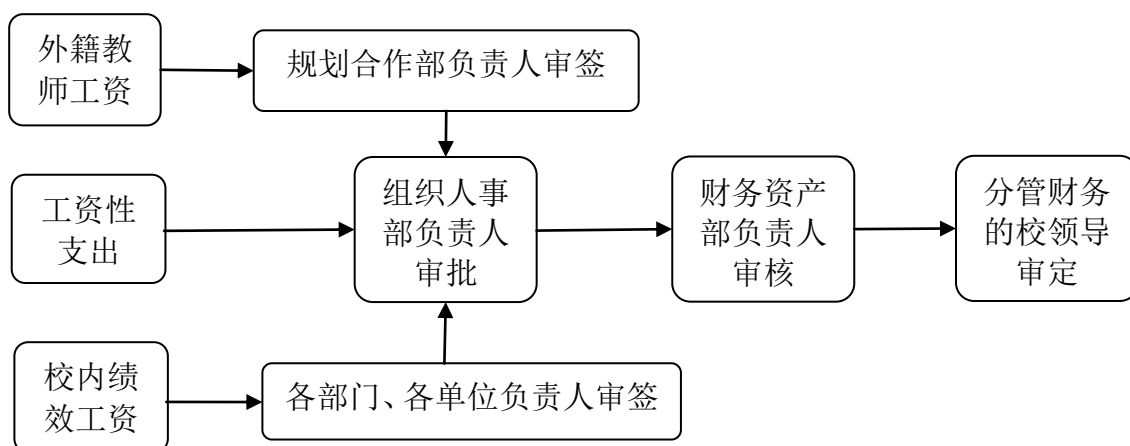 外籍教
师工资
规划合作部负责人审签
工资性
支出
组织人事
部负责人
审批
财务资产
部负责人
审核
分管财务
的校领导
审定
校内绩
效工资
各部门、各单位负责人审签